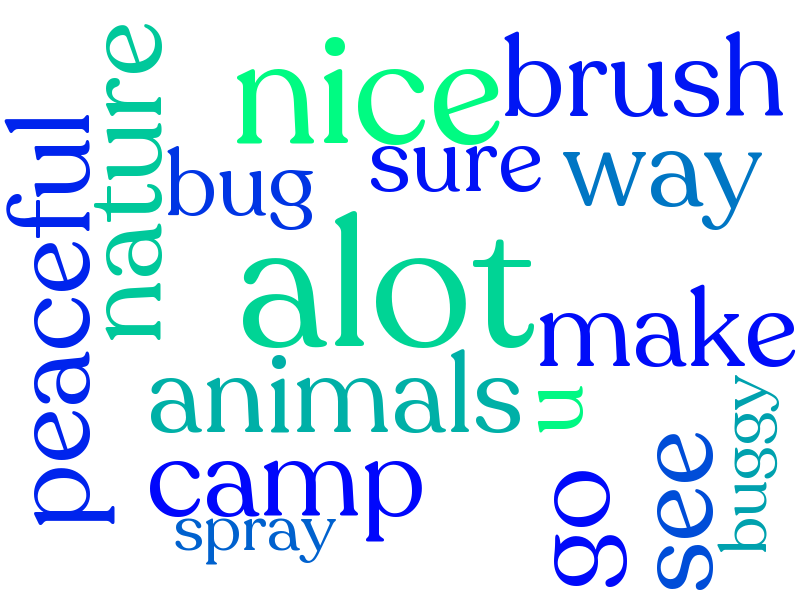 nice
brush
nature
peaceful
bug
sure
way
alot
make
animals
u
camp
spray
go
see
buggy